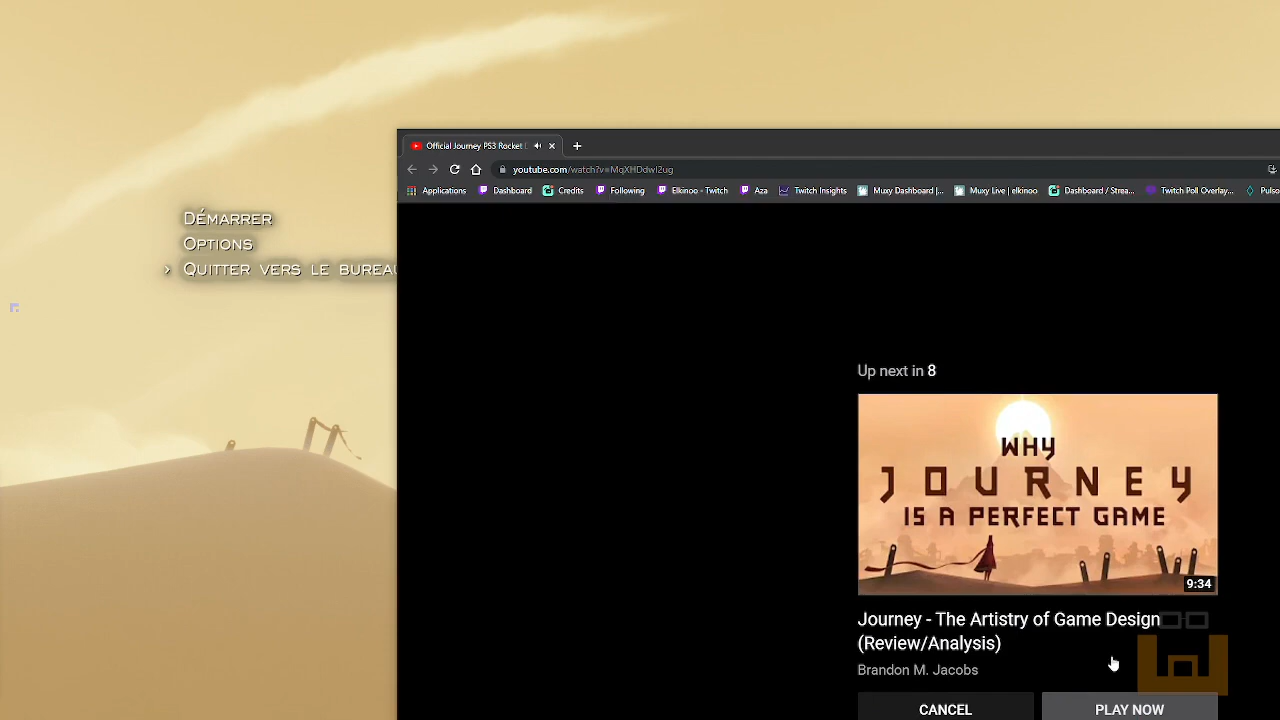 Official Journey PS3 Rocket
youtube.com/watch?v=MqXHDdwI2ug
Applications Dashboard Credits Following Elkinoo - Twitch Aza Twitch Insights Muxy Dashboard |... Muxy Live | elkinoo Dashboard / Strea... Twitch Poll Overlay... Pulso
Démarrer
Options
> Quitter vers le bureau
Up next in 8
WHY
JOURNEY
IS A PERFECT GAME
9:34
Journey - The Artistry of Game Design
(Review/Analysis)
Brandon M. Jacobs
CANCEL PLAY NOW